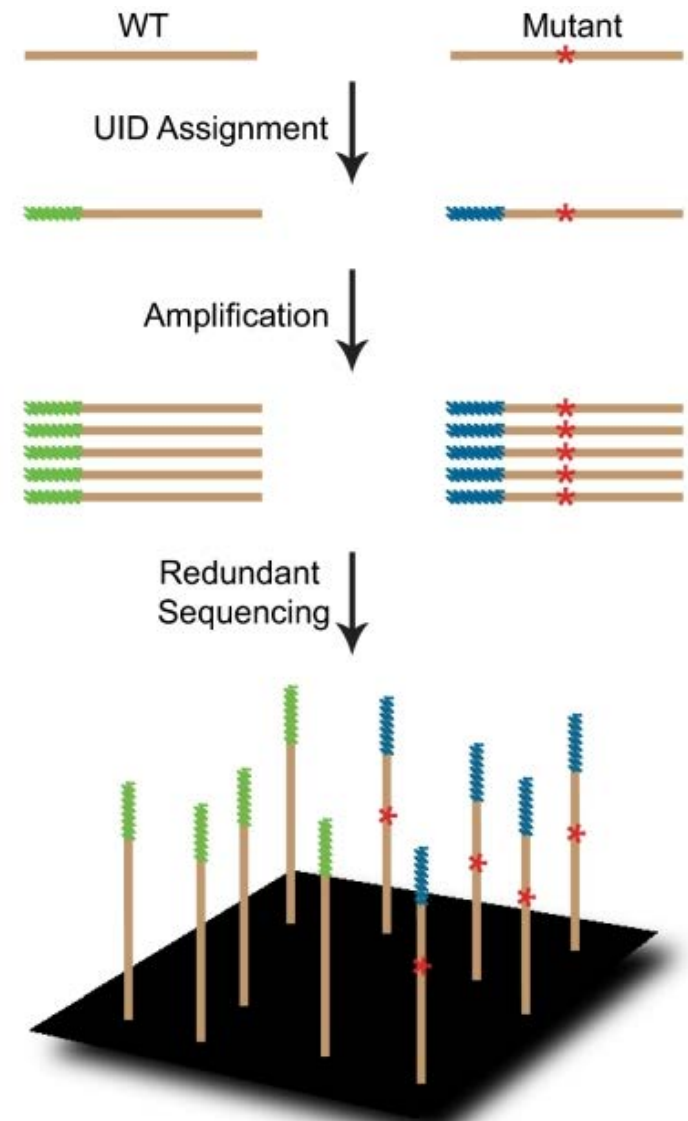 WT
Mutant
UID Assignment
Amplification
Redundant
Sequencing